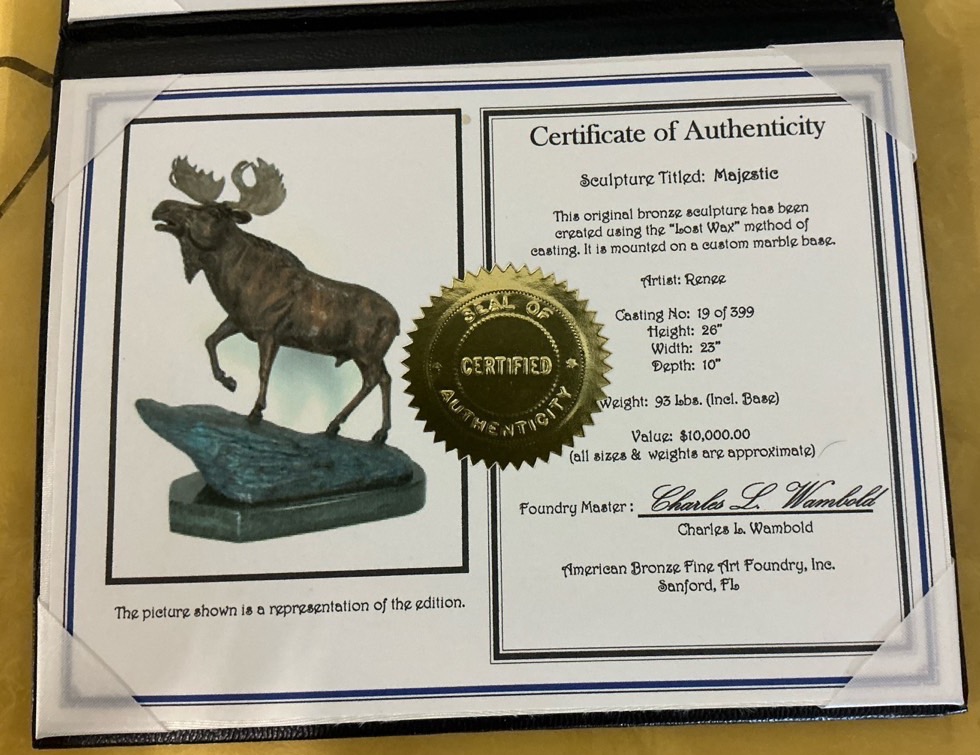 Certificate of Authenticity
Sculpture Titled: Majestic
This original bronze sculpture has been
created using the "Lost Wax" method of
casting. It is mounted on a custom marble base.
Artist: Renee
Casting No: 19 of 399
Height: 26"
Width: 23"
Depth: 10"
Weight: 93 Lbs. (Incl. Base)
Value: $10,000.00
(all sizes & weights are approximate)
Foundry Master: Charles L. Wambold
Charles L. Wambold
American Bronze Fine Art Foundry, Inc.
Sanford, FL
SEAL OF
CERTIFIED
AUTHENTICITY
The picture shown is a representation of the edition.